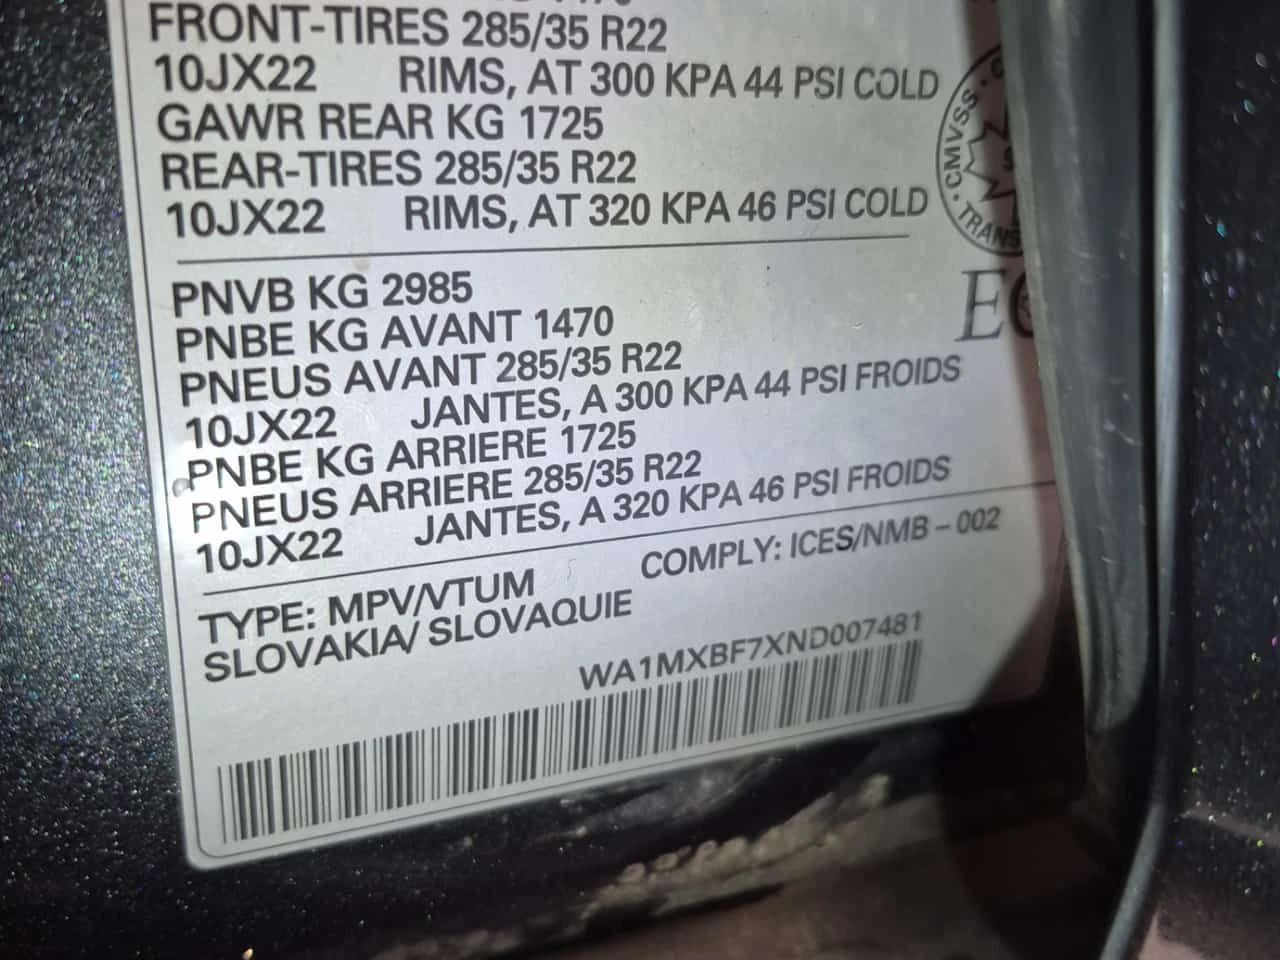 FRONT-TIRES 285/35 R22
10JX22 RIMS, AT 300 KPA 44 PSI COLD
GAWR REAR KG 1725
REAR-TIRES 285/35 R22
10JX22 RIMS, AT 320 KPA 46 PSI COLD
CMVSS
TRANS
PNVB KG 2985
PNBE KG AVANT 1470
PNEUS AVANT 285/35 R22
10JX22 JANTES, A 300 KPA 44 PSI FROIDS
PNBE KG ARRIERE 1725
PNEUS ARRIERE 285/35 R22
10JX22 JANTES, A 320 KPA 46 PSI FROIDS
TYPE: MPV/VTUM COMPLY: ICES/NMB-002
SLOVAKIA/ SLOVAQUIE
WA1MXBF7XND007481